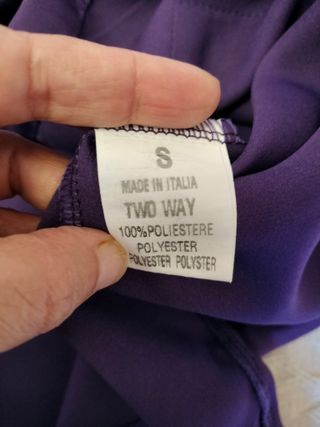 S
MADE IN ITALIA
TWO WAY
100%POLIESTERE
POLYESTER
POLYESTER POLYSTER